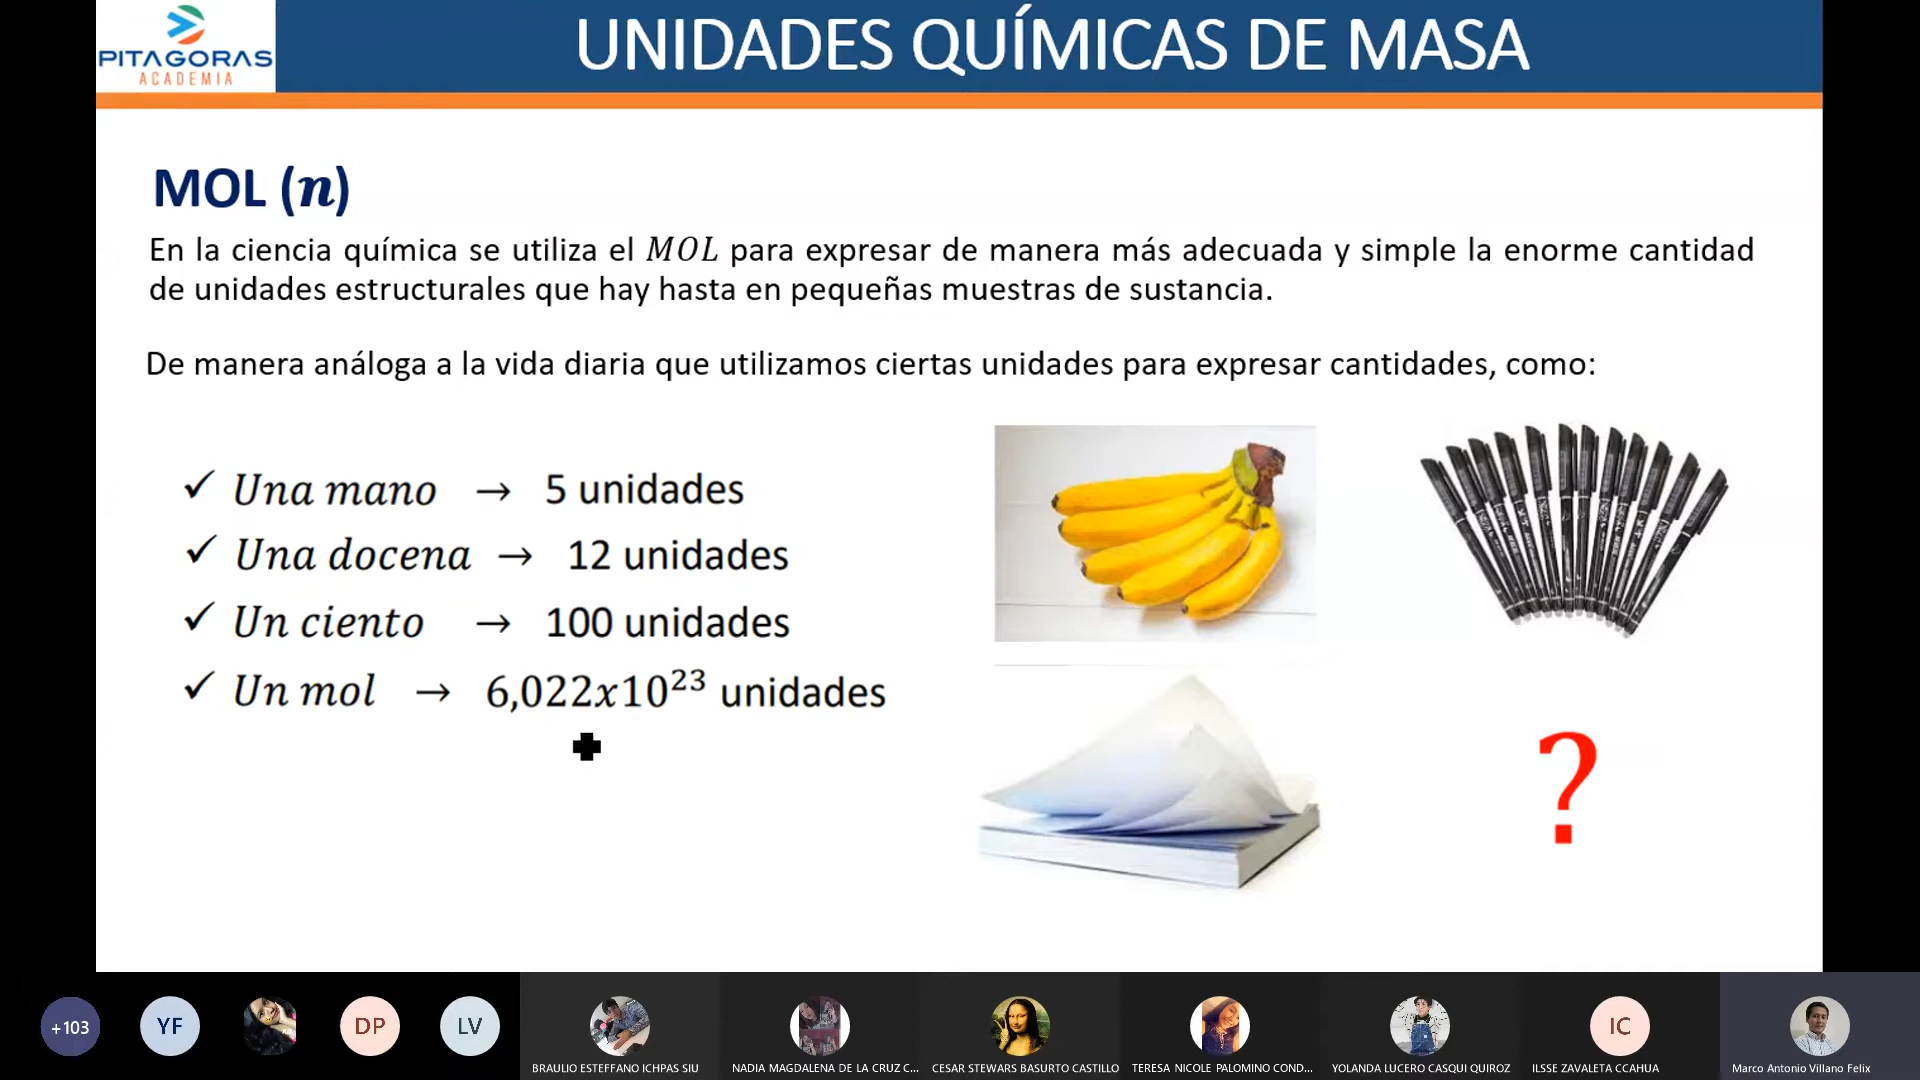 PITAGORAS
ACADEMIA
UNIDADES QUÍMICAS DE MASA
MOL (n)
En la ciencia química se utiliza el MOL para expresar de manera más adecuada y simple la enorme cantidad
de unidades estructurales que hay hasta en pequeñas muestras de sustancia.
De manera análoga a la vida diaria que utilizamos ciertas unidades para expresar cantidades, como:
✓ Una mano → 5 unidades
✓ Una docena → 12 unidades
✓ Un ciento → 100 unidades
✓ Un mol → 6,022x10²³ unidades
?
+103
YF
DP
LV
IC
BRAULIO ESTEFFANO ICHPAS SIU
NADIA MAGDALENA DE LA CRUZ C...
CESAR STEWARS BASURTO CASTILLO
TERESA NICOLE PALOMINO COND...
YOLANDA LUCERO CASQUI QUIROZ
ILSSE ZAVALETA CCAHUA
Marco Antonio Villano Felix